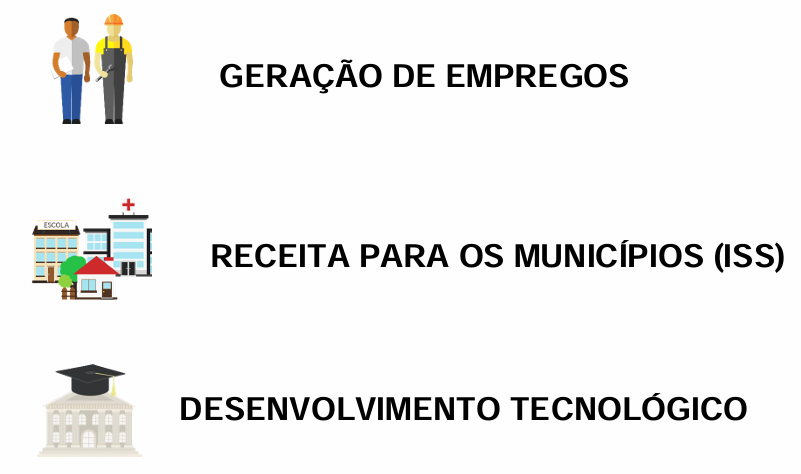 GERAÇÃO DE EMPREGOS
ESCOLA
RECEITA PARA OS MUNICÍPIOS (ISS)
DESENVOLVIMENTO TECNOLÓGICO